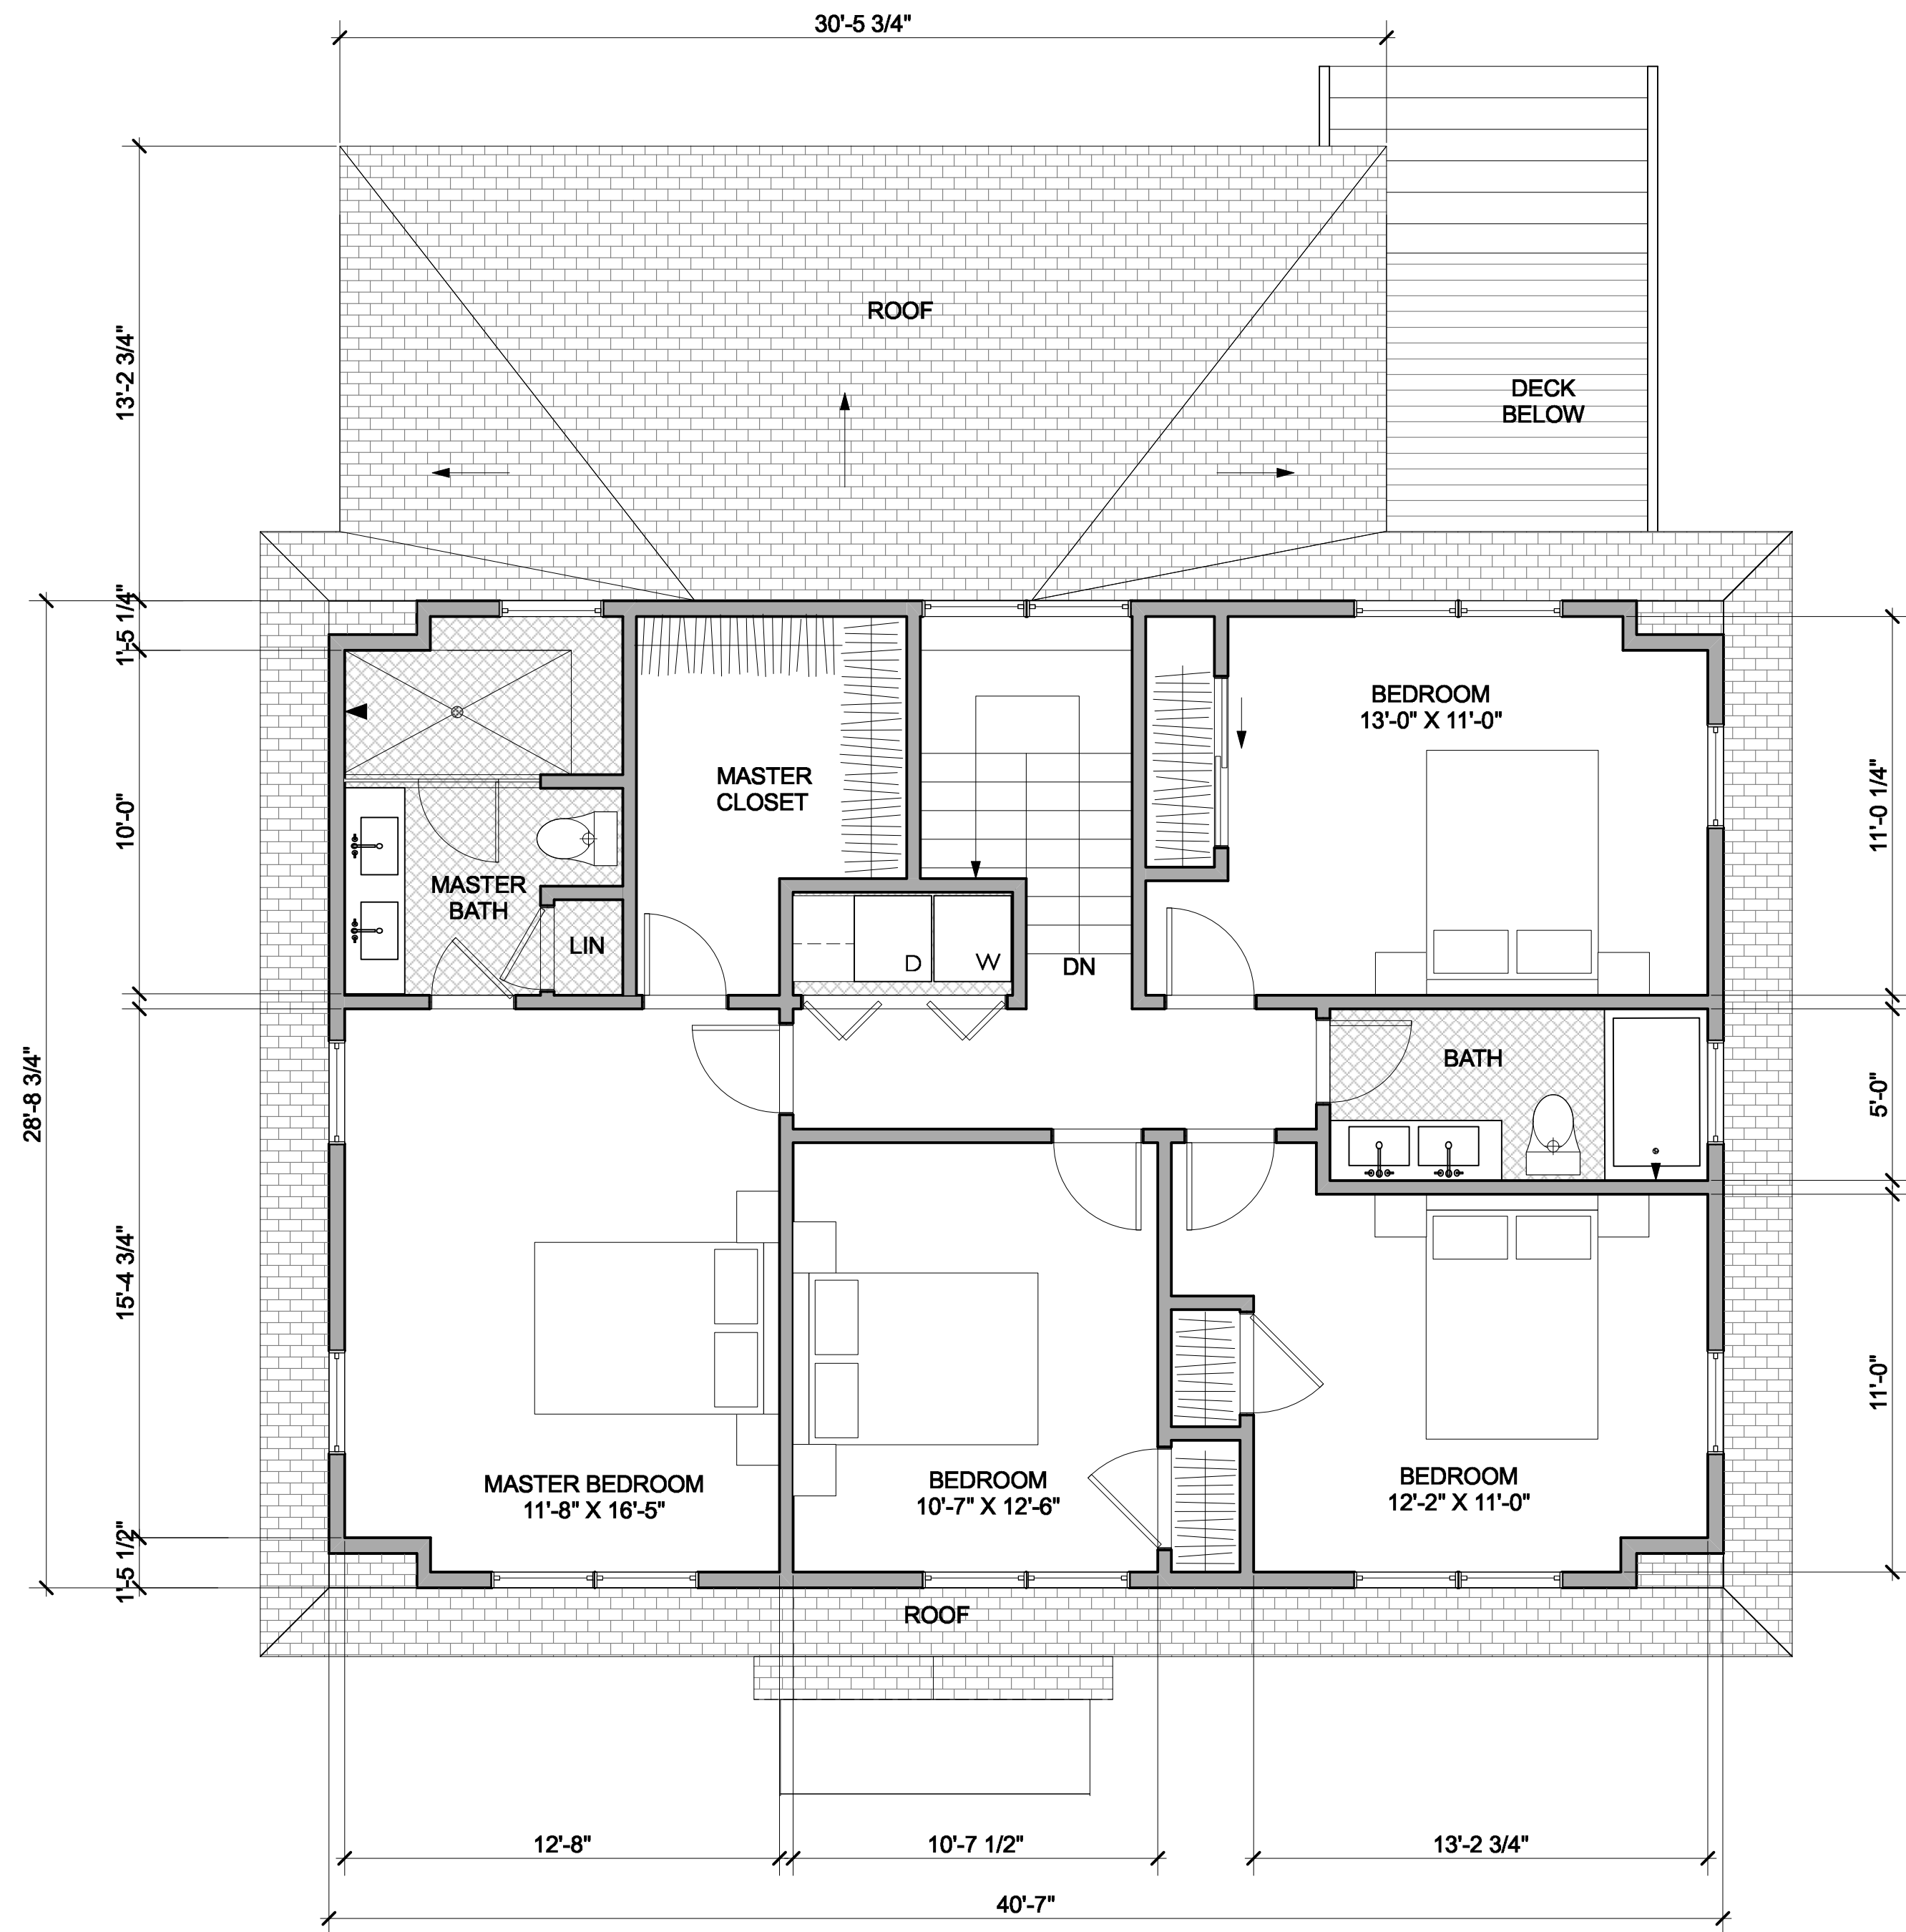 30'-5 3/4"
ROOF
DECK
BELOW
13'-2 3/4"
1'-5 1/4"
10'-0"
28'-8 3/4"
15'-4 3/4"
1'-5 1/2"
BEDROOM
13'-0" X 11'-0"
MASTER
CLOSET
MASTER
BATH
LIN
D
W
DN
BATH
11'-0 1/4"
5'-0"
11'-0"
MASTER BEDROOM
11'-8" X 16'-5"
BEDROOM
10'-7" X 12'-6"
BEDROOM
12'-2" X 11'-0"
ROOF
12'-8"
10'-7 1/2"
13'-2 3/4"
40'-7"